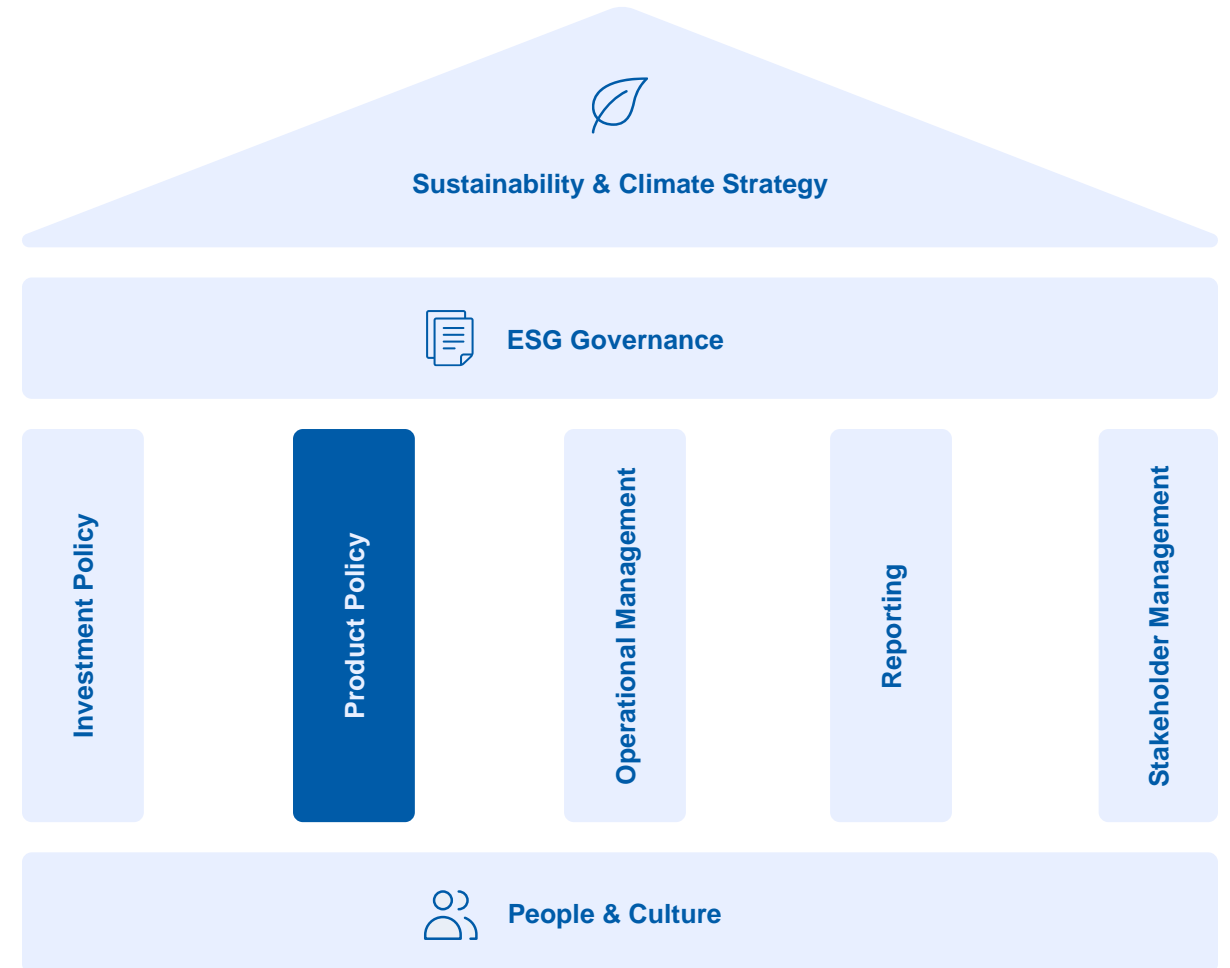 Sustainability & Climate Strategy
ESG Governance
Investment Policy
Product Policy
Operational Management
Reporting
Stakeholder Management
People & Culture